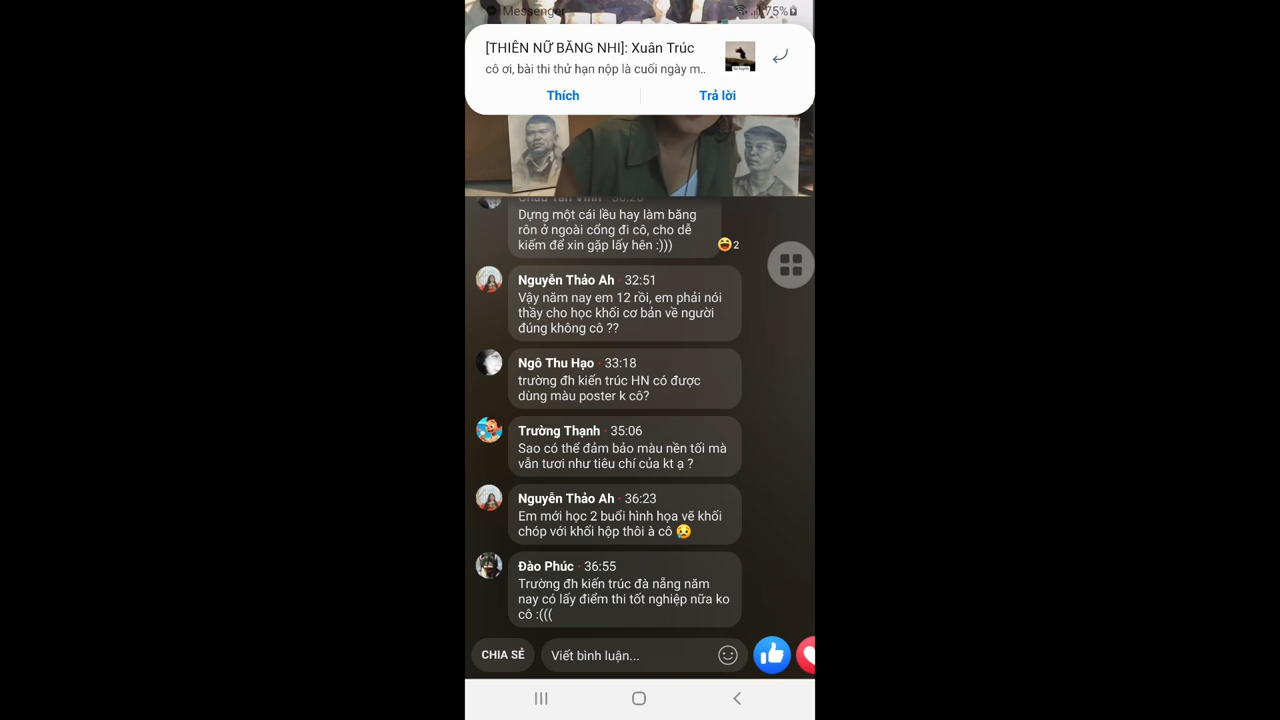 Messenger
75%
[THIÊN NỮ BĂNG NHI]: Xuân Trúc
cô ơi, bài thi thử hạn nộp là cuối ngày m..
Thích
Trả lời
Châu Tấn Vinh
Dựng một cái lều hay làm băng
rôn ở ngoài cổng đi cô, cho dễ
kiếm để xin gặp lấy hên :)))
2
Nguyễn Thảo Ah · 32:51
Vậy năm nay em 12 rồi, em phải nói
thầy cho học khối cơ bản về người
đúng không cô ??
Ngô Thu Hạo · 33:18
trường đh kiến trúc HN có được
dùng màu poster k cô?
Trường Thạnh · 35:06
Sao có thể đảm bảo màu nền tối mà
vẫn tươi như tiêu chí của kt ạ ?
Nguyễn Thảo Ah · 36:23
Em mới học 2 buổi hình họa vẽ khối
chóp với khối hộp thôi à cô 😥
Đào Phúc · 36:55
Trường đh kiến trúc đà nẵng năm
nay có lấy điểm thi tốt nghiệp nữa ko
cô :(((
CHIA SẺ
Viết bình luận...